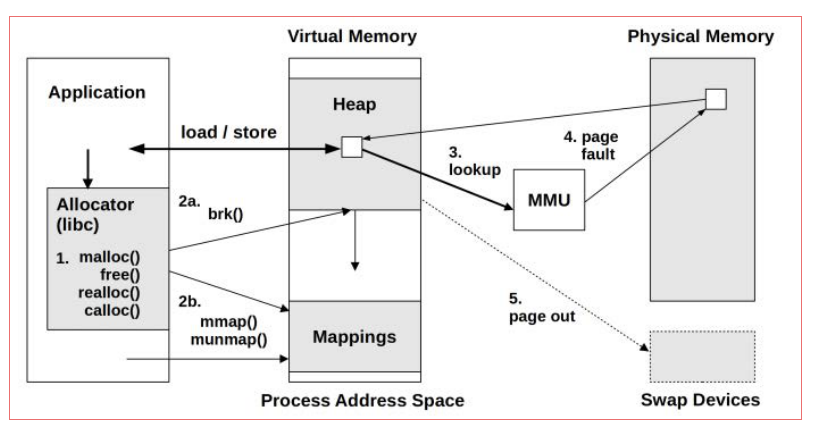 Virtual Memory
Physical Memory
Application
Heap
load / store
3.
lookup
4. page
fault
MMU
Allocator
(libc)
1. malloc()
free()
realloc()
calloc()
2a.
brk()
2b.
mmap()
munmap()
Mappings
5.
page out
Process Address Space
Swap Devices